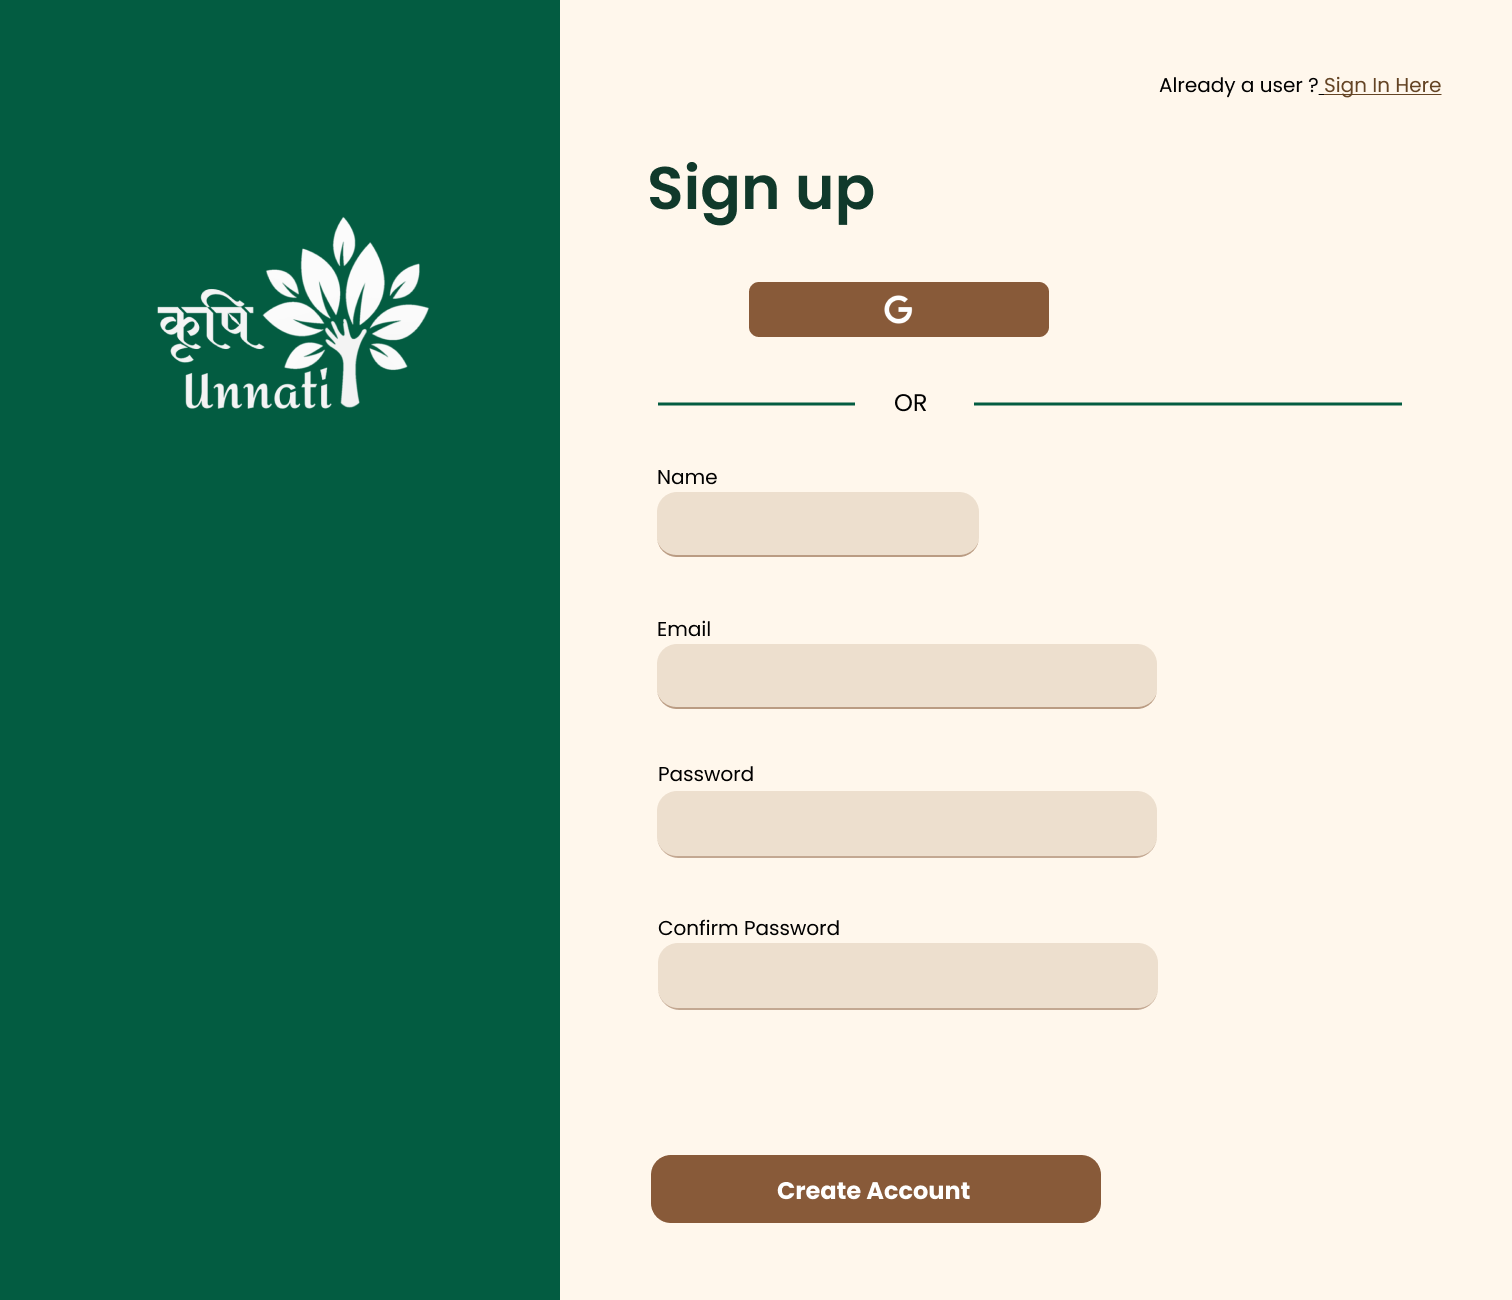 कृषि
Unnati
Already a user ? Sign In Here
Sign up
G
OR
Name
Email
Password
Confirm Password
Create Account